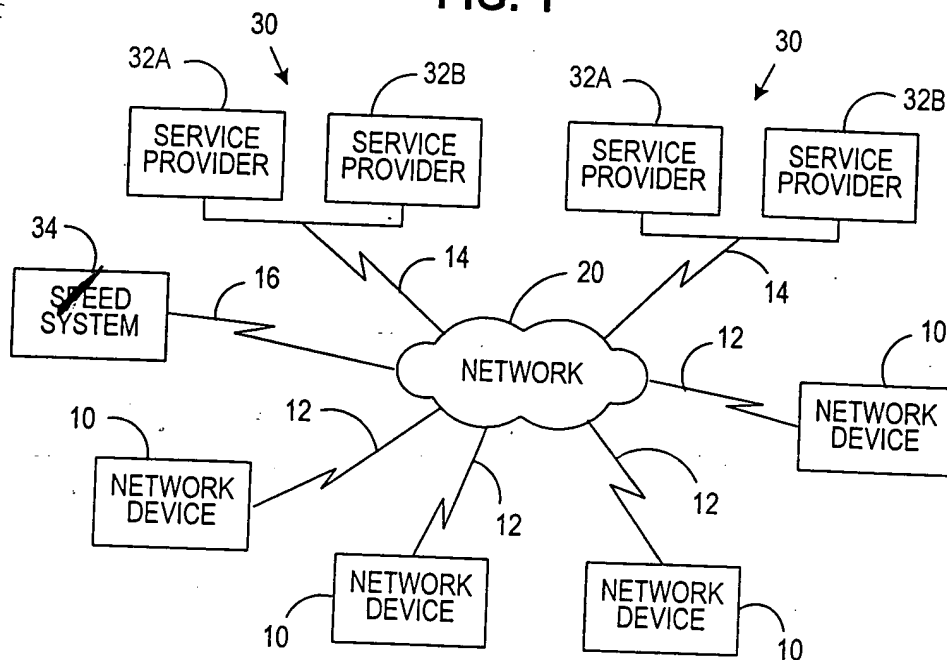 FIG. 1
30
30
32A
32B
32A
32B
SERVICE
PROVIDER
SERVICE
PROVIDER
SERVICE
PROVIDER
SERVICE
PROVIDER
34
16
14
20
14
SPEED
SYSTEM
NETWORK
12
10
10
12
NETWORK
DEVICE
NETWORK
DEVICE
12
12
NETWORK
DEVICE
NETWORK
DEVICE
10
10